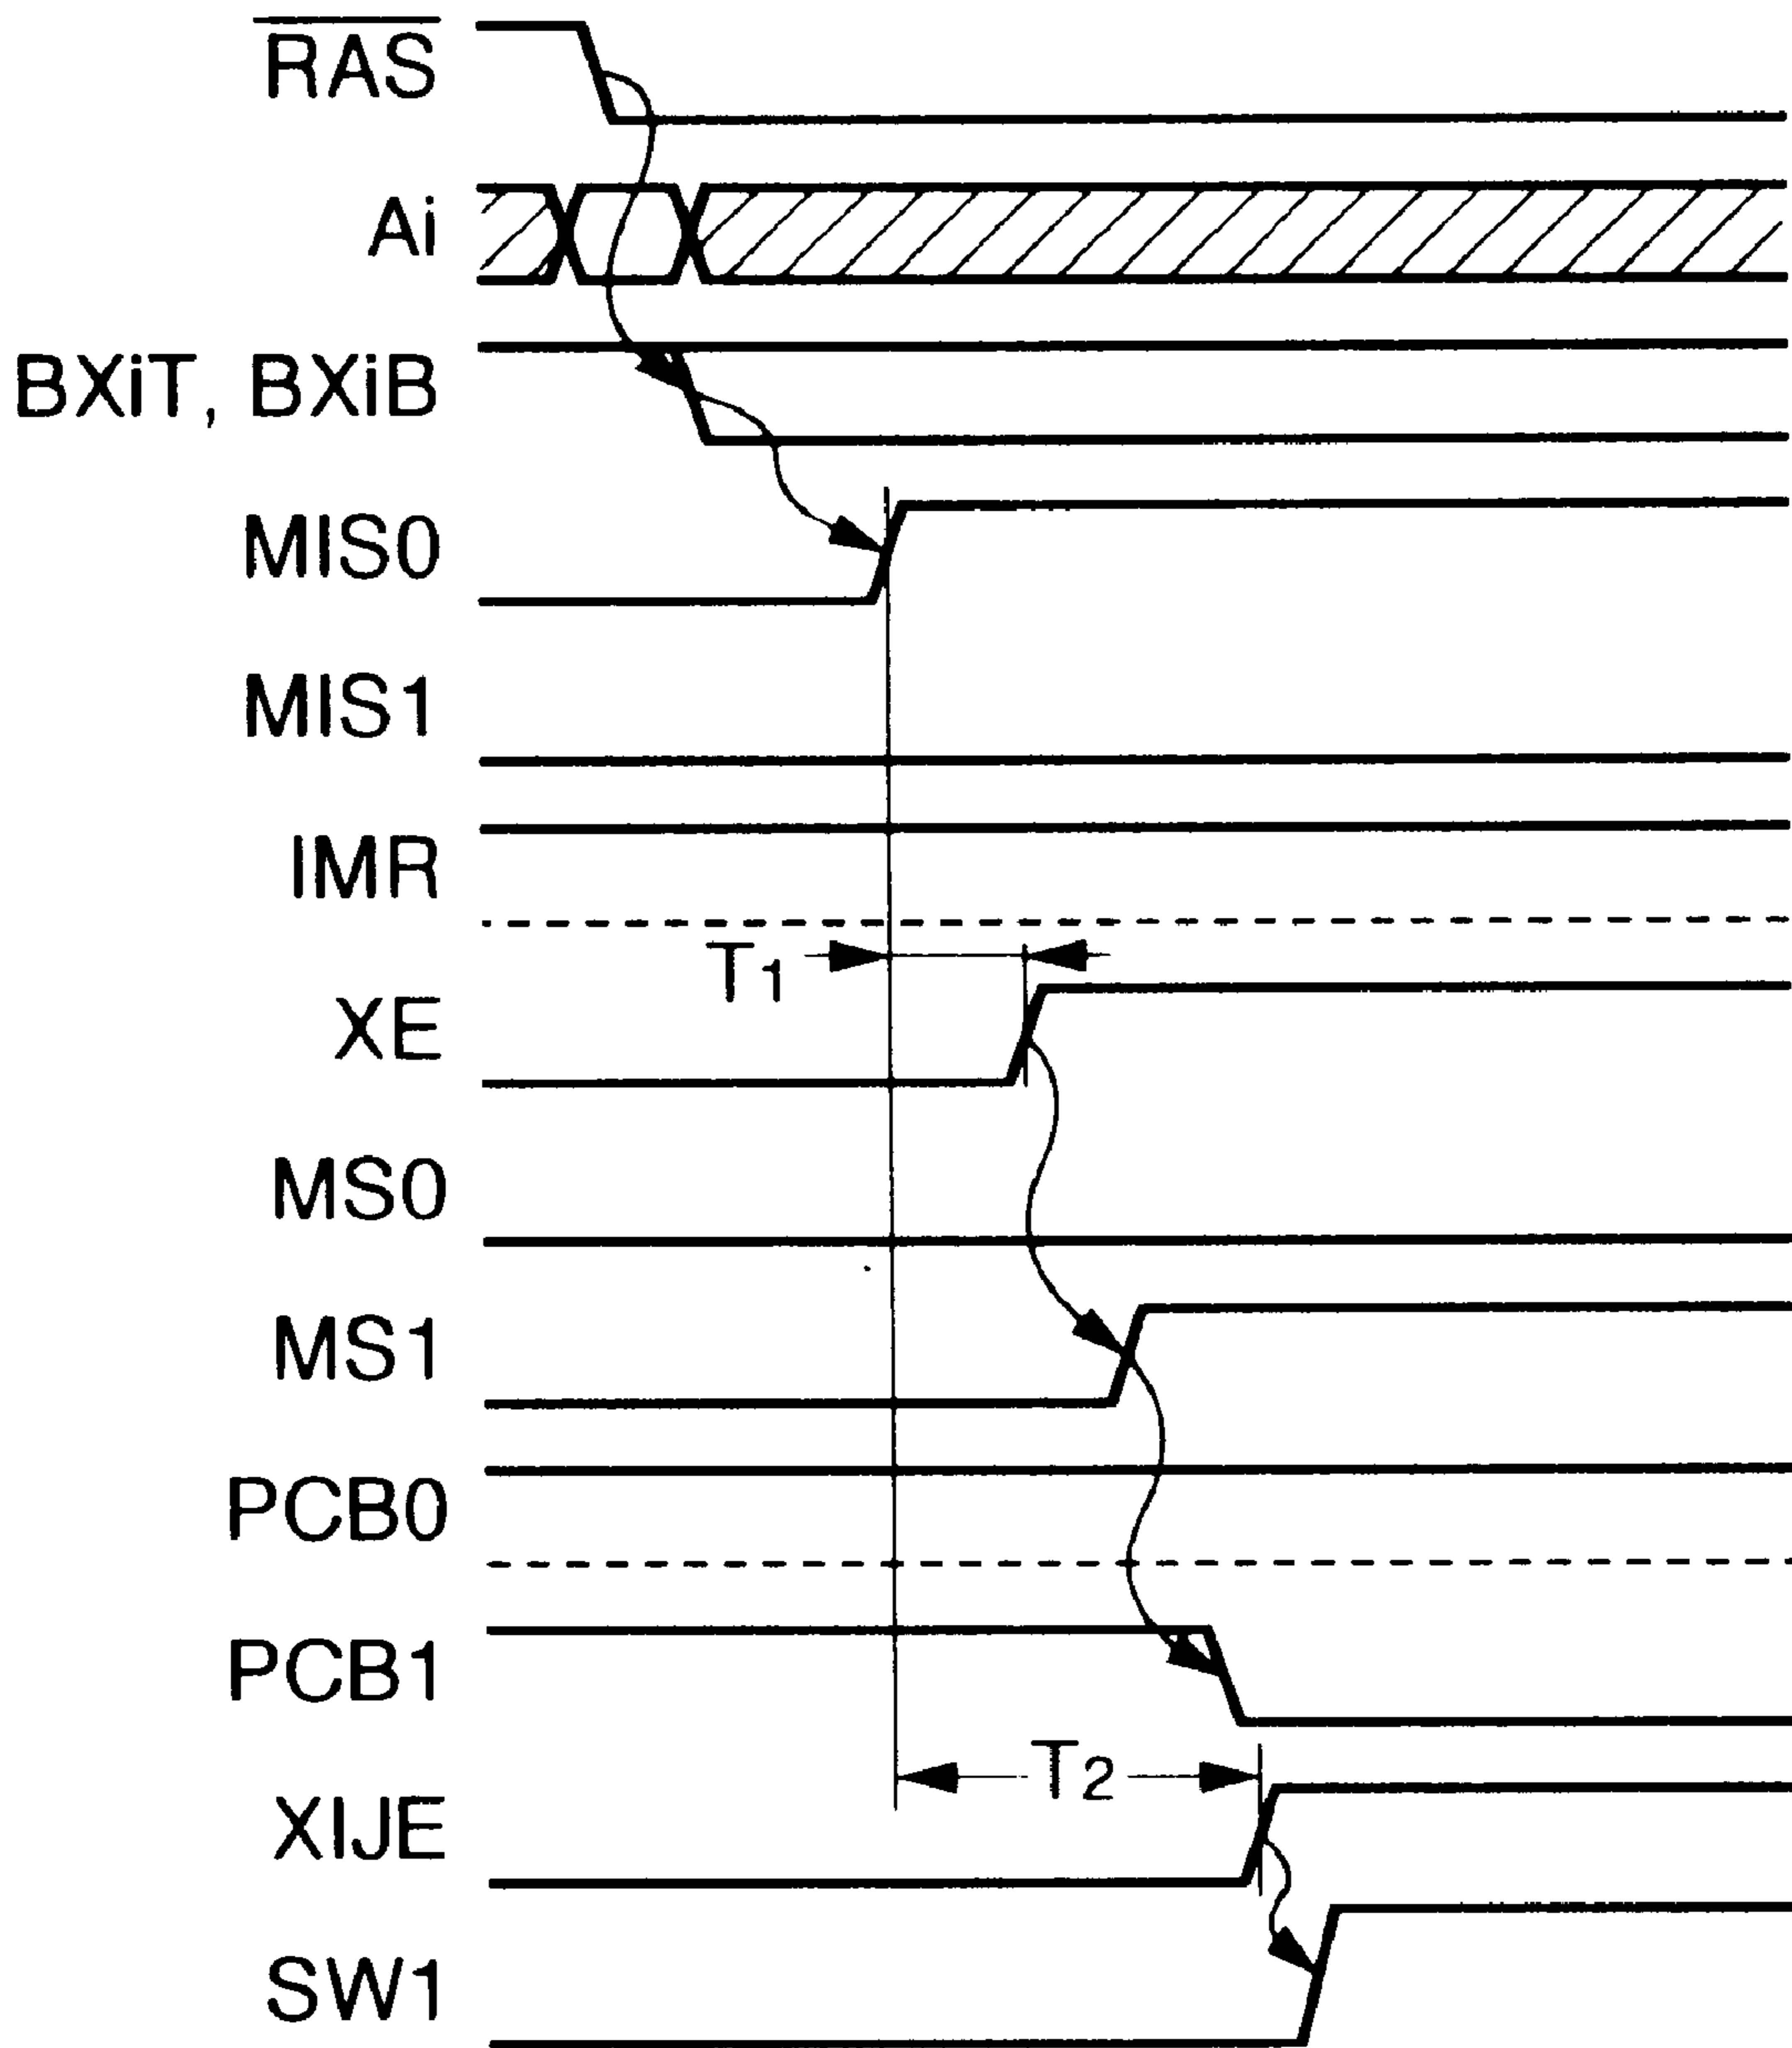 RAS
Ai
BXiT, BXiB
MIS0
MIS1
IMR
T1
XE
MS0
MS1
PCB0
PCB1
T2
XIJE
SW1